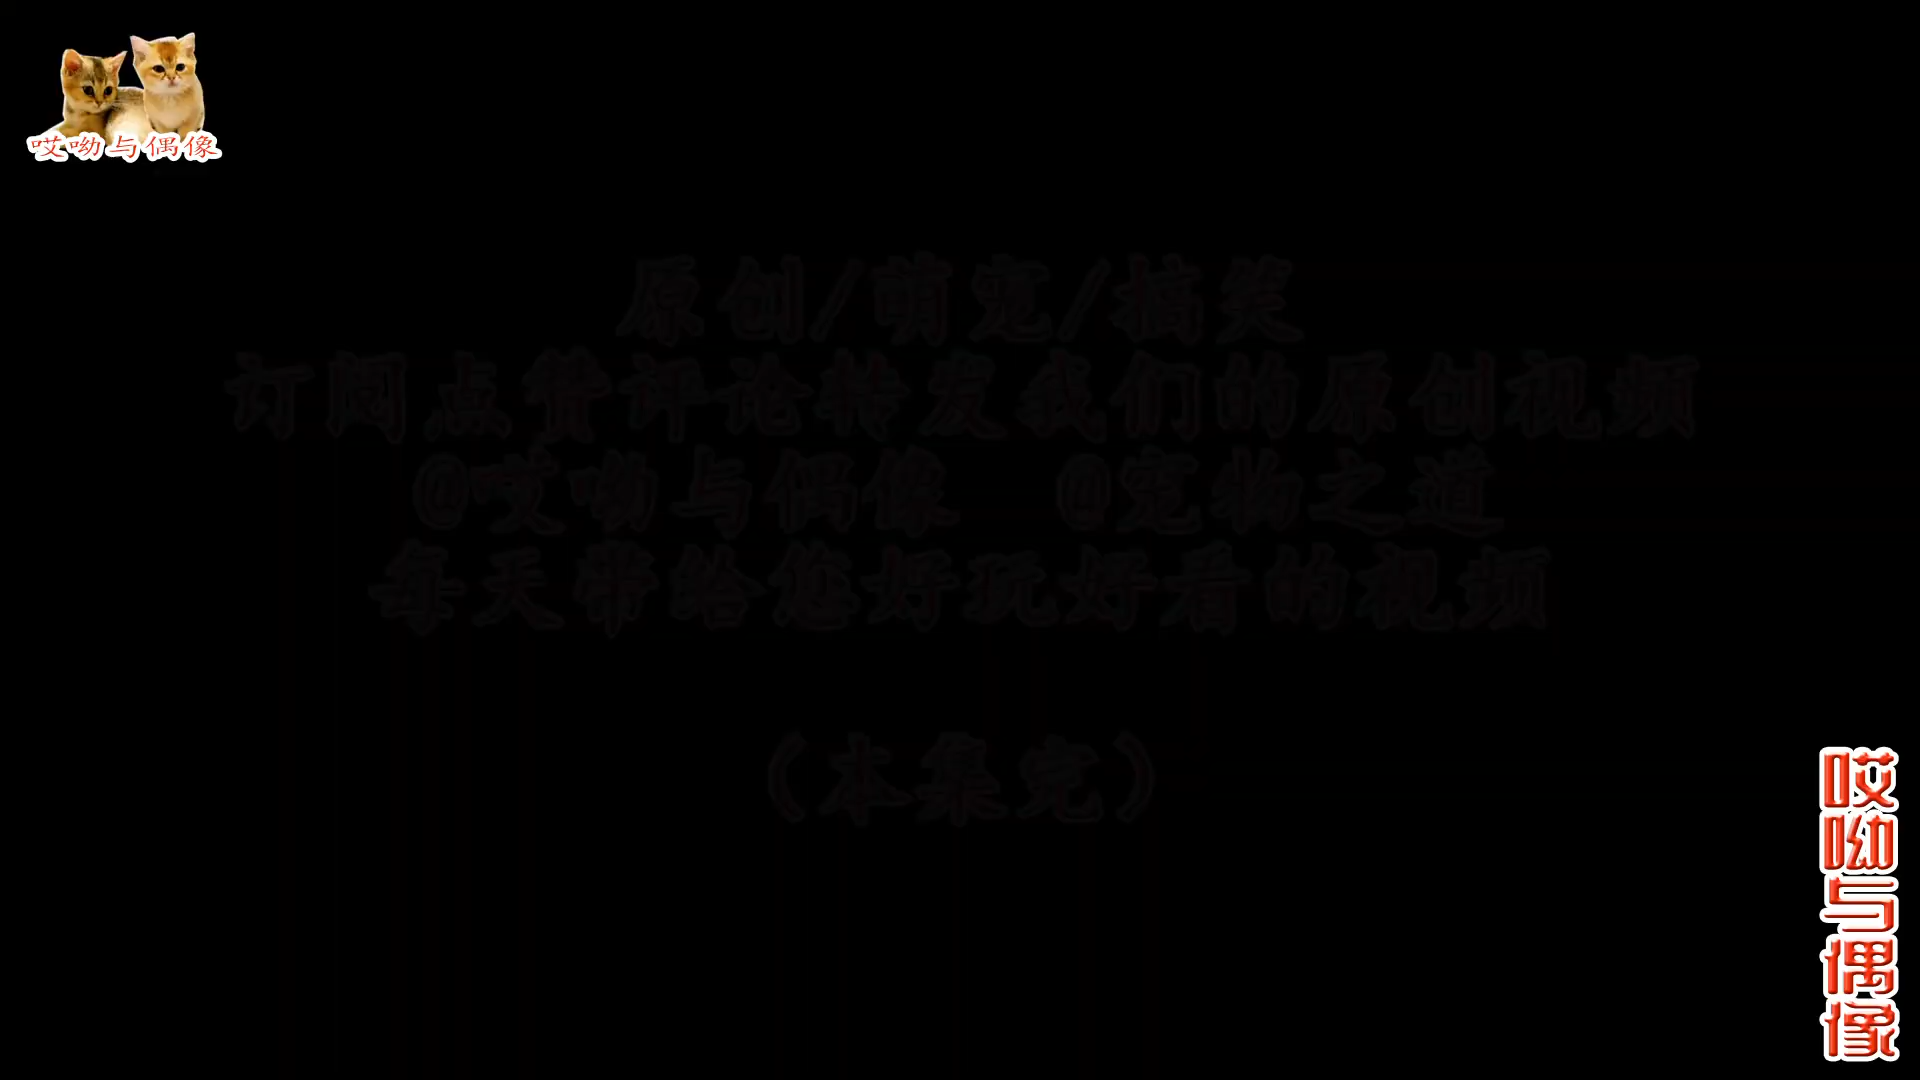 哎呦与偶像
原创/萌宠/搞笑
订阅点赞评论转发我们的原创视频
@哎呦与偶像 @宠物之道
每天带给您好玩好看的视频
（本集完）
哎呦与偶像